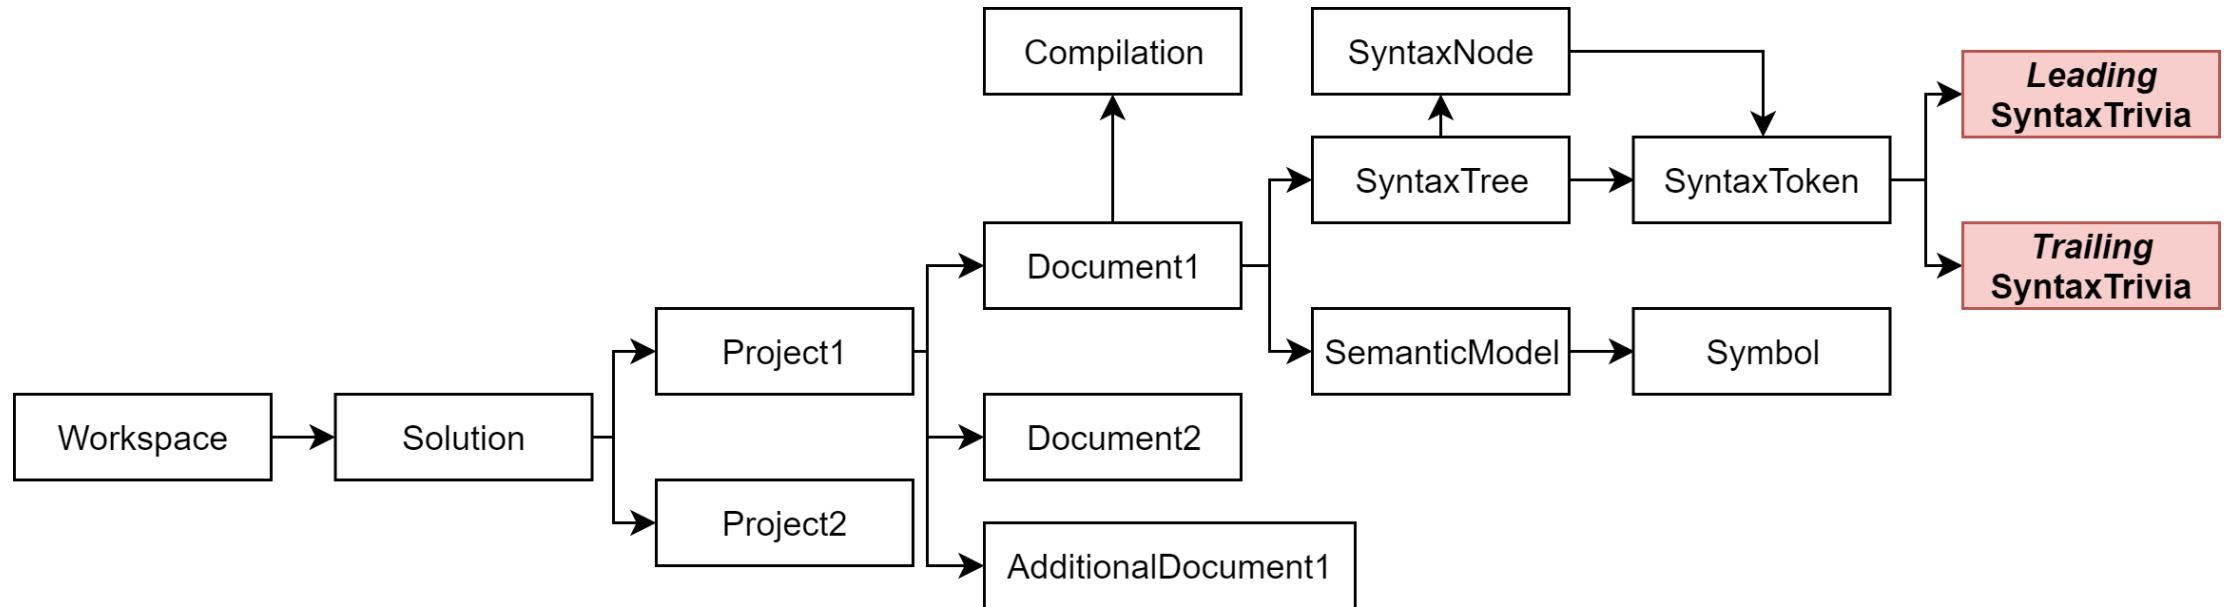 Compilation
SyntaxNode
Leading
SyntaxTrivia
SyntaxTree
SyntaxToken
Document1
Trailing
SyntaxTrivia
Project1
SemanticModel
Symbol
Workspace
Solution
Document2
Project2
AdditionalDocument1